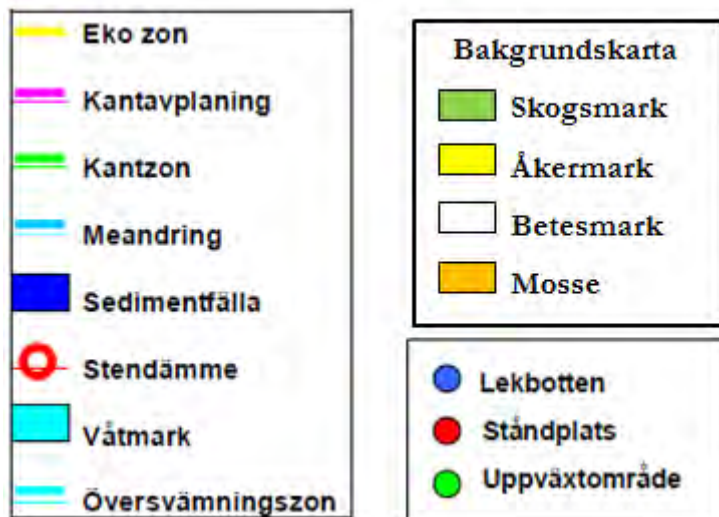 Eko zon
Kantavplaning
Kantzon
Meandring
Sedimentfälla
Stendämme
Våtmark
Översvämningszon
Bakgrundskarta
Skogsmark
Åkermark
Betesmark
Mosse
Lekbotten
Ståndplats
Uppväxtområde